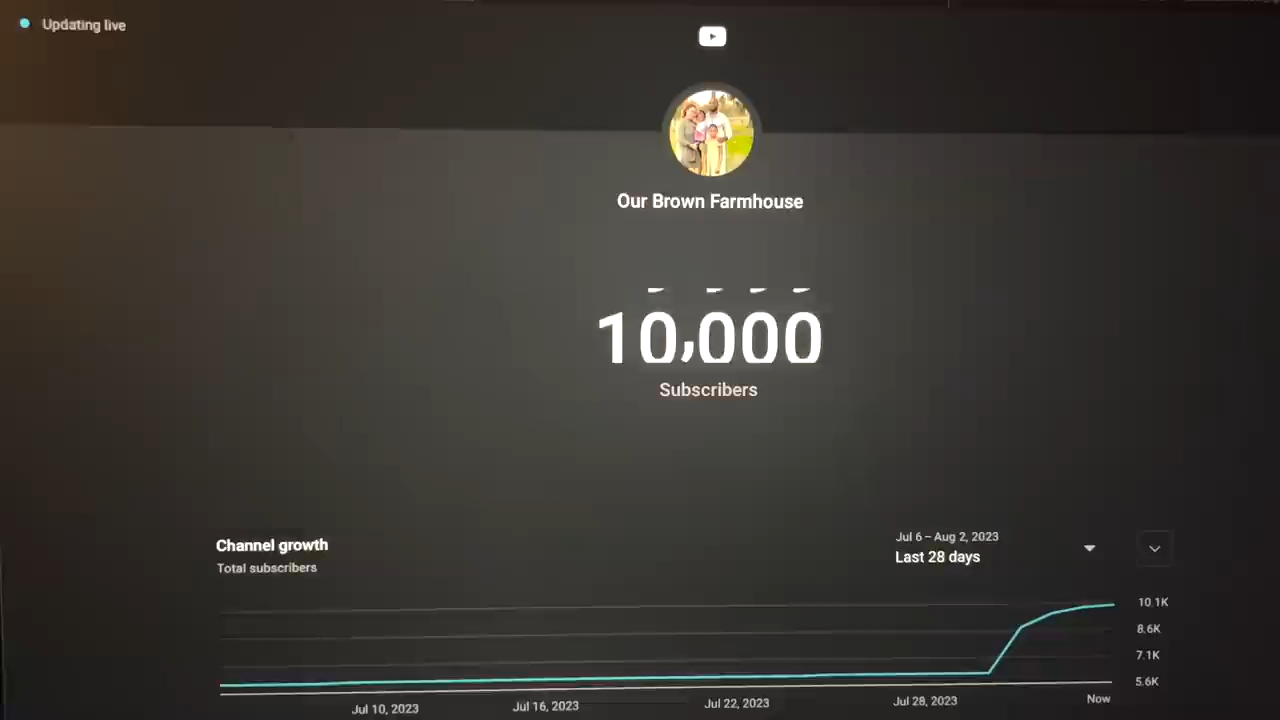 Updating live
Our Brown Farmhouse
10,000
Subscribers
Channel growth
Total subscribers
Jul 6 – Aug 2, 2023
Last 28 days
10.1K
8.6K
7.1K
5.6K
Jul 10, 2023
Jul 16, 2023
Jul 22, 2023
Jul 28, 2023
Now